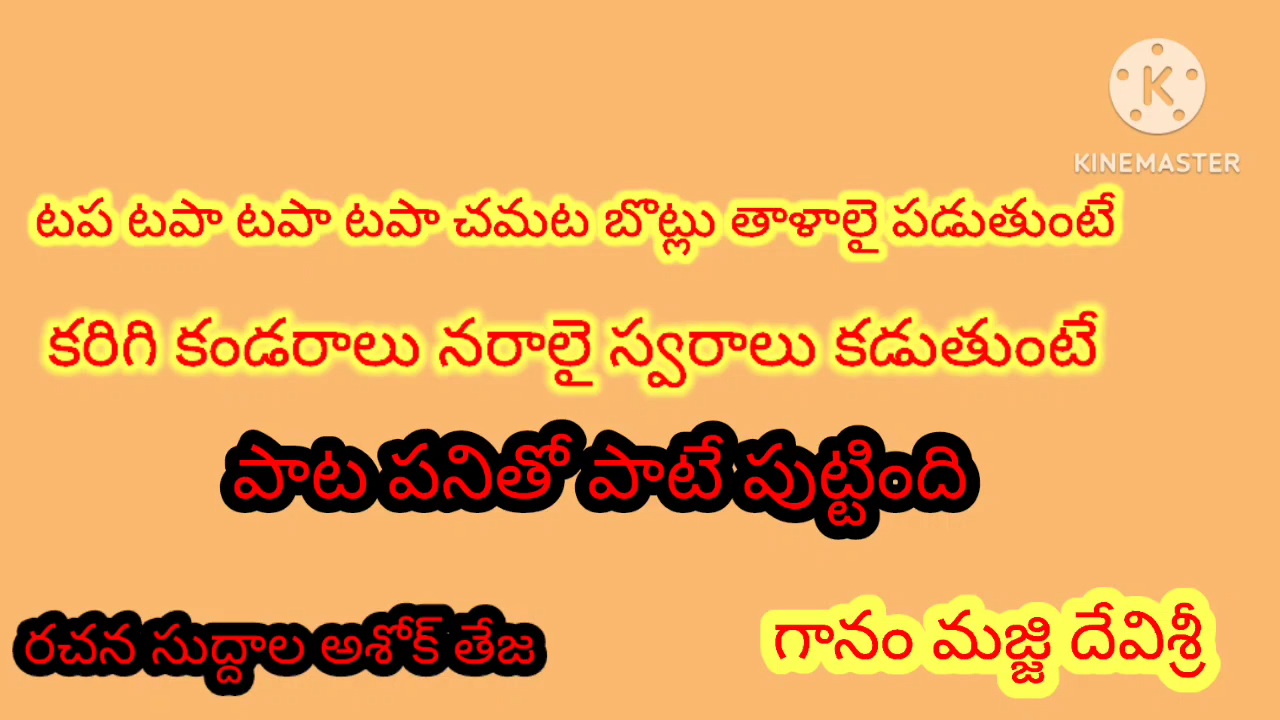 KINEMASTER
టప టపా టపా టపా చమట బొట్లు తాళాలై పడుతుంటే
కరిగి కండరాలు నరాలై స్వరాలు కడుతుంటే
పాట పనితో పాటే పుట్టింది
రచన సుద్దాల అశోక్ తేజ
గానం మజ్జి దేవిశ్రీ